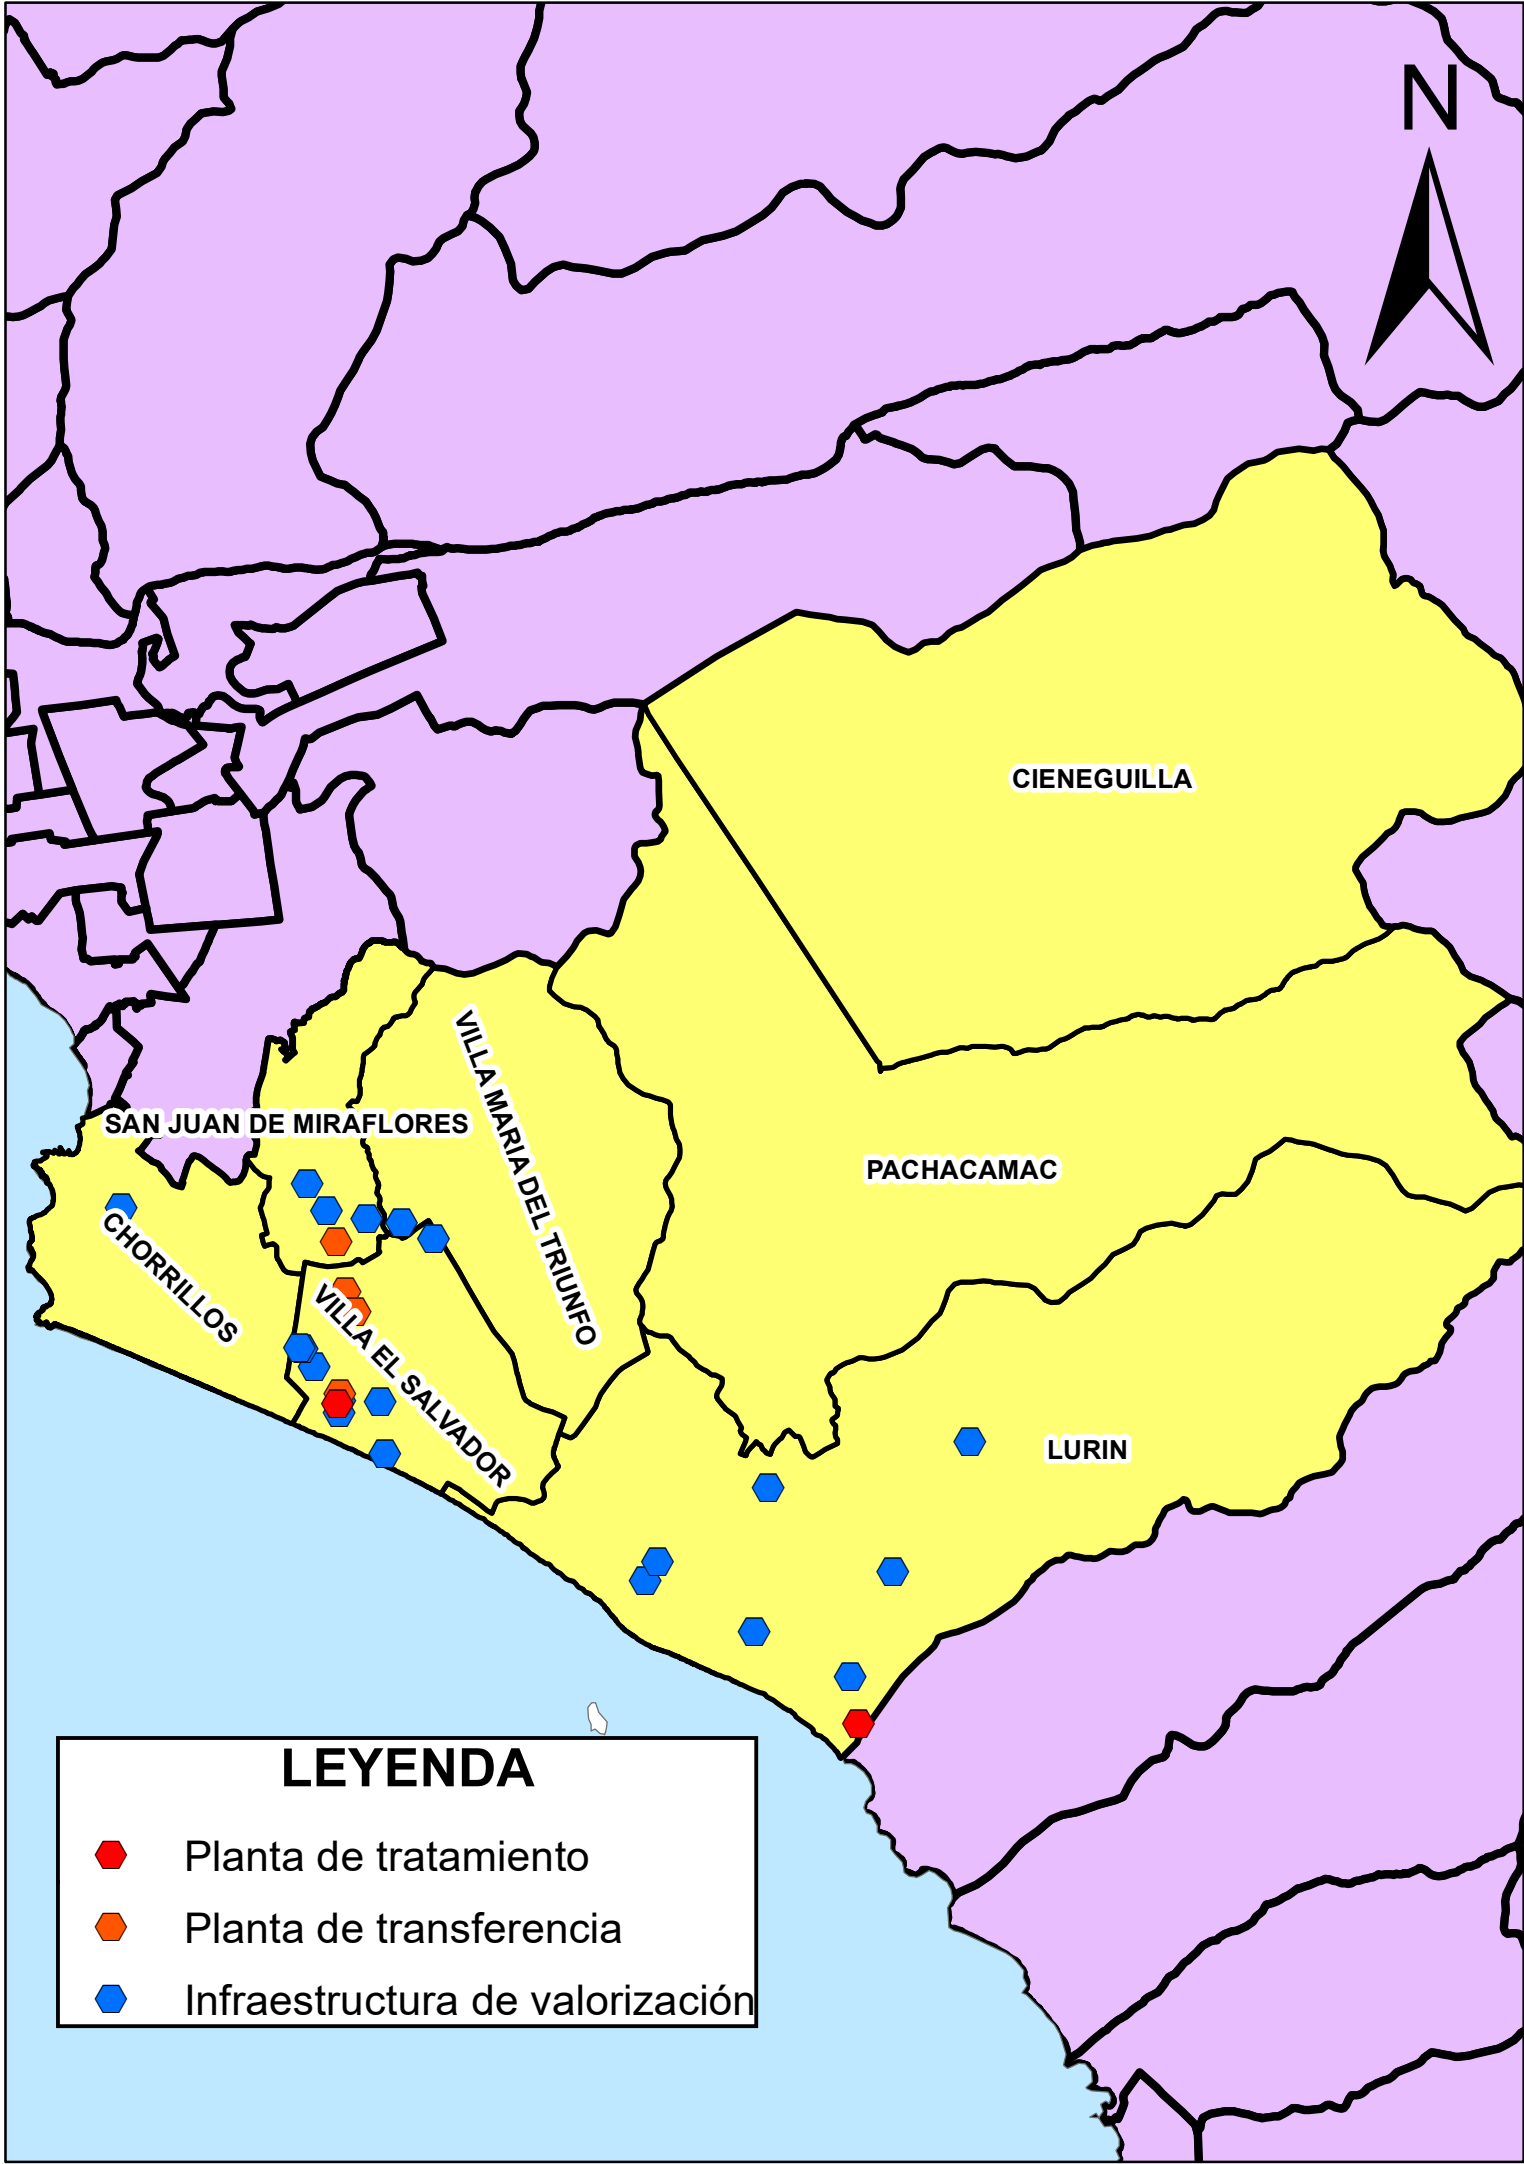 N
CIENEGUILLA
VILLA MARIA DEL TRIUNFO
SAN JUAN DE MIRAFLORES
PACHACAMAC
CHORRILLOS
VILLA EL SALVADOR
LURIN
LEYENDA
Planta de tratamiento
Planta de transferencia
Infraestructura de valorización